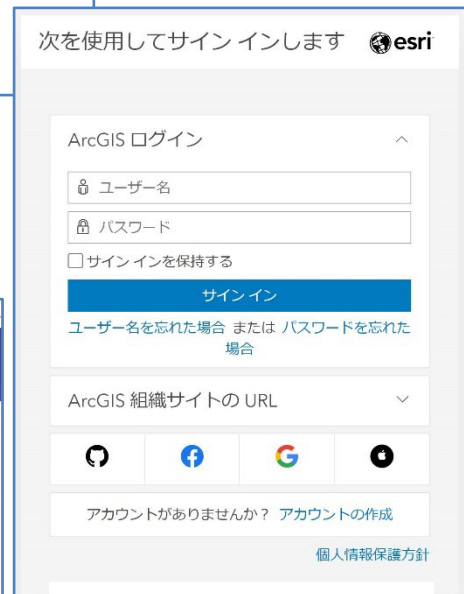 次を使用してサイン インします esri
ArcGIS ログイン
ユーザー名
パスワード
サイン インを保持する
サイン イン
ユーザー名を忘れた場合 または パスワードを忘れた
場合
ArcGIS 組織サイトの URL
アカウントがありませんか？ アカウントの作成
個人情報保護方針